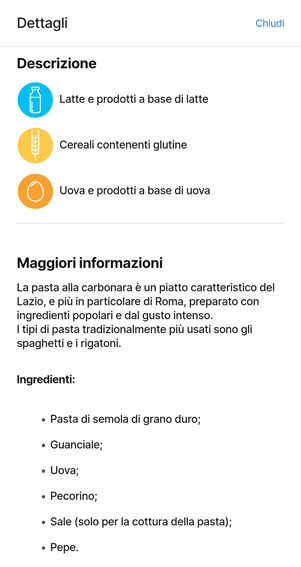 Dettagli
Chiudi
Descrizione
Latte e prodotti a base di latte
Cereali contenenti glutine
Uova e prodotti a base di uova
Maggiori informazioni
La pasta alla carbonara è un piatto caratteristico del
Lazio, e più in particolare di Roma, preparato con
ingredienti popolari e dal gusto intenso.
I tipi di pasta tradizionalmente più usati sono gli
spaghetti e i rigatoni.
Ingredienti:
• Pasta di semola di grano duro;
• Guanciale;
• Uova;
• Pecorino;
• Sale (solo per la cottura della pasta);
• Pepe.